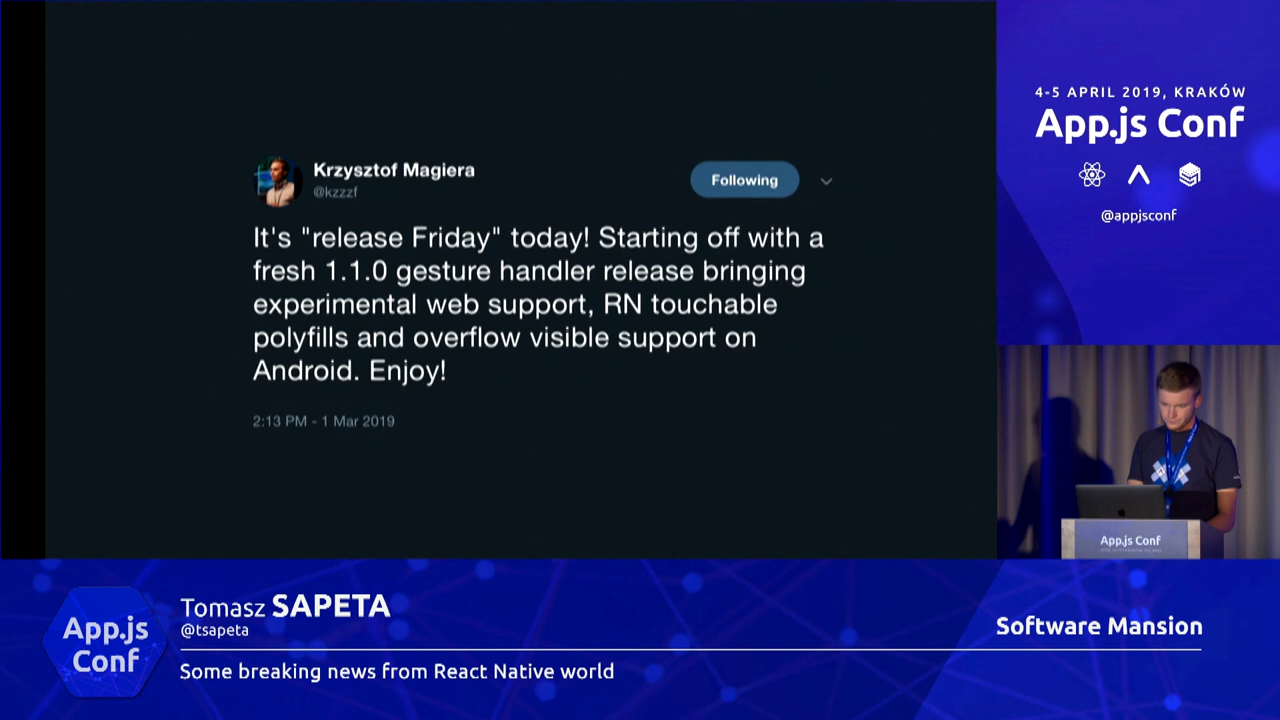 Krzysztof Magiera
@kzzzf
Following
It's "release Friday" today! Starting off with a
fresh 1.1.0 gesture handler release bringing
experimental web support, RN touchable
polyfills and overflow visible support on
Android. Enjoy!
2:13 PM - 1 Mar 2019
4-5 APRIL 2019, KRAKÓW
App.js Conf
@appjsconf
App.js Conf
App.js
Conf
Tomasz SAPETA
@tsapeta
Some breaking news from React Native world
Software Mansion